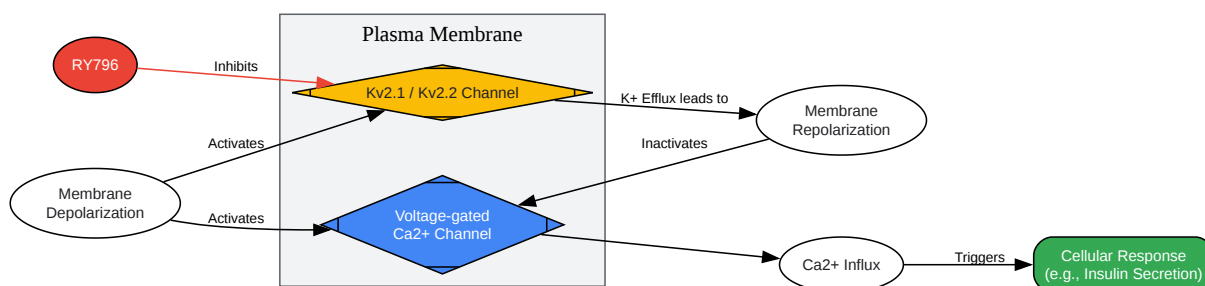 Plasma Membrane
RY796
Inhibits
Kv2.1 / Kv2.2 Channel
K+ Efflux leads to
Membrane
Repolarization
Activates
Inactivates
Membrane
Depolarization
Activates
Voltage-gated
Ca2+ Channel
Ca2+ Influx
Triggers
Cellular Response
(e.g., Insulin Secretion)